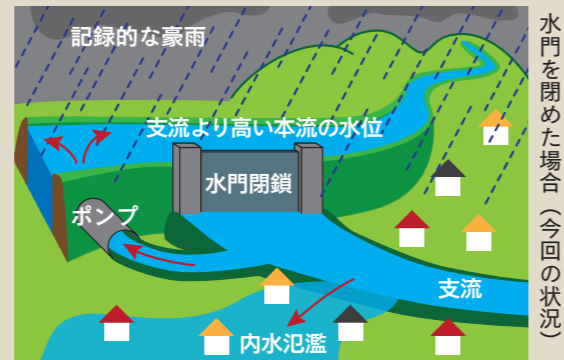 水門を閉めた場合（今回の状況）
記録的な豪雨
支流より高い本流の水位
水門閉鎖
ポンプ
支流
内水氾濫